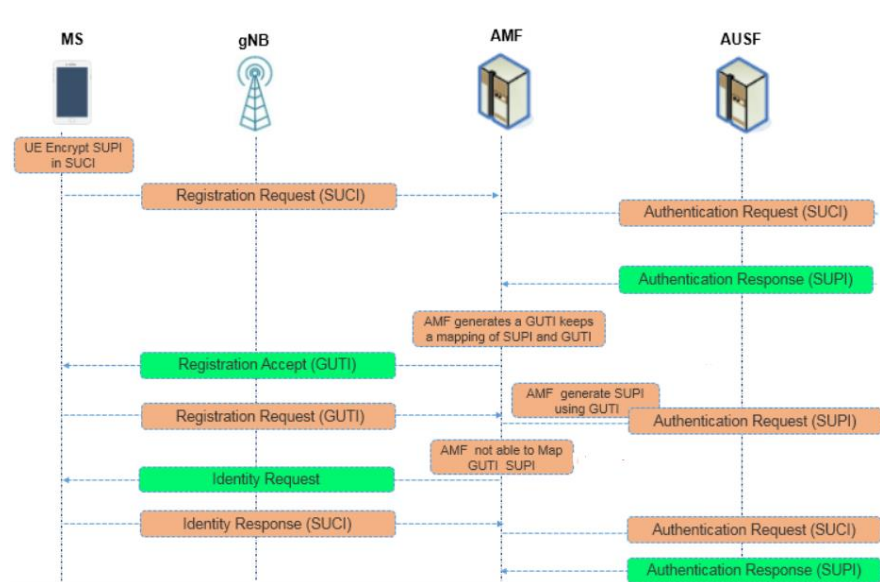 MS
gNB
AMF
AUSF
UE Encrypt SUPI
in SUCI
Registration Request (SUCI)
Authentication Request (SUCI)
Authentication Response (SUPI)
AMF generates a GUTI keeps
a mapping of SUPI and GUTI
Registration Accept (GUTI)
AMF generate SUPI
using GUTI
Registration Request (GUTI)
Authentication Request (SUPI)
AMF not able to Map
GUTI SUPI
Identity Request
Identity Response (SUCI)
Authentication Request (SUCI)
Authentication Response (SUPI)